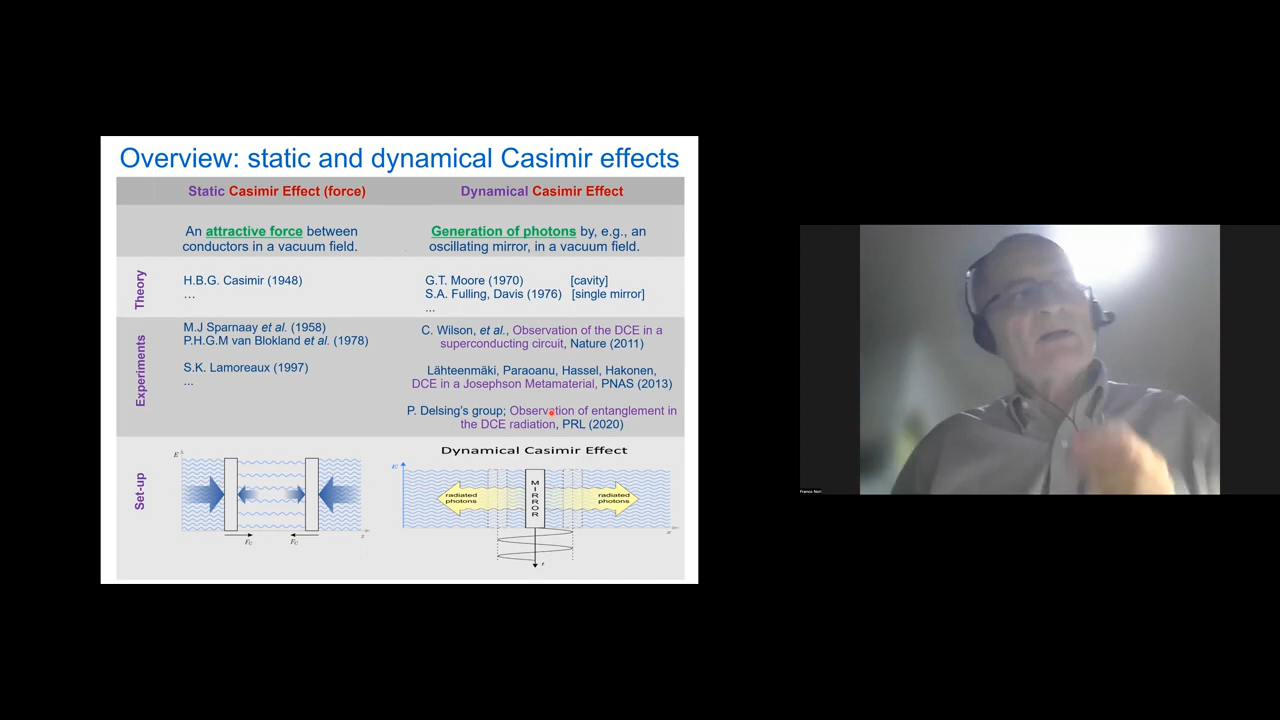 Overview: static and dynamical Casimir effects
Static Casimir Effect (force)
Dynamical Casimir Effect
An attractive force between
conductors in a vacuum field.
Generation of photons by, e.g., an
oscillating mirror, in a vacuum field.
Theory
H.B.G. Casimir (1948)
...
G.T. Moore (1970) [cavity]
S.A. Fulling, Davis (1976) [single mirror]
...
Experiments
M.J Sparnaay et al. (1958)
P.H.G.M van Blokland et al. (1978)
S.K. Lamoreaux (1997)
...
C. Wilson, et al., Observation of the DCE in a
superconducting circuit, Nature (2011)
Lähteenmäki, Paraoanu, Hassel, Hakonen,
DCE in a Josephson Metamaterial, PNAS (2013)
P. Delsing's group; Observation of entanglement in
the DCE radiation, PRL (2020)
Set-up
E
F_C
F_C
z
Dynamical Casimir Effect
radiated
photons
MIRROR
radiated
photons
t
Franco Nori